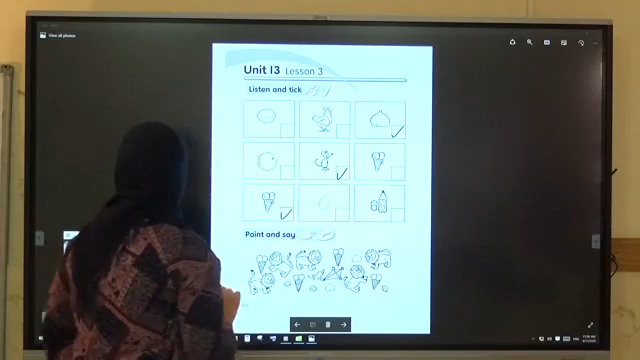 View all photos
Unit 13 Lesson 3
Listen and tick
Point and say